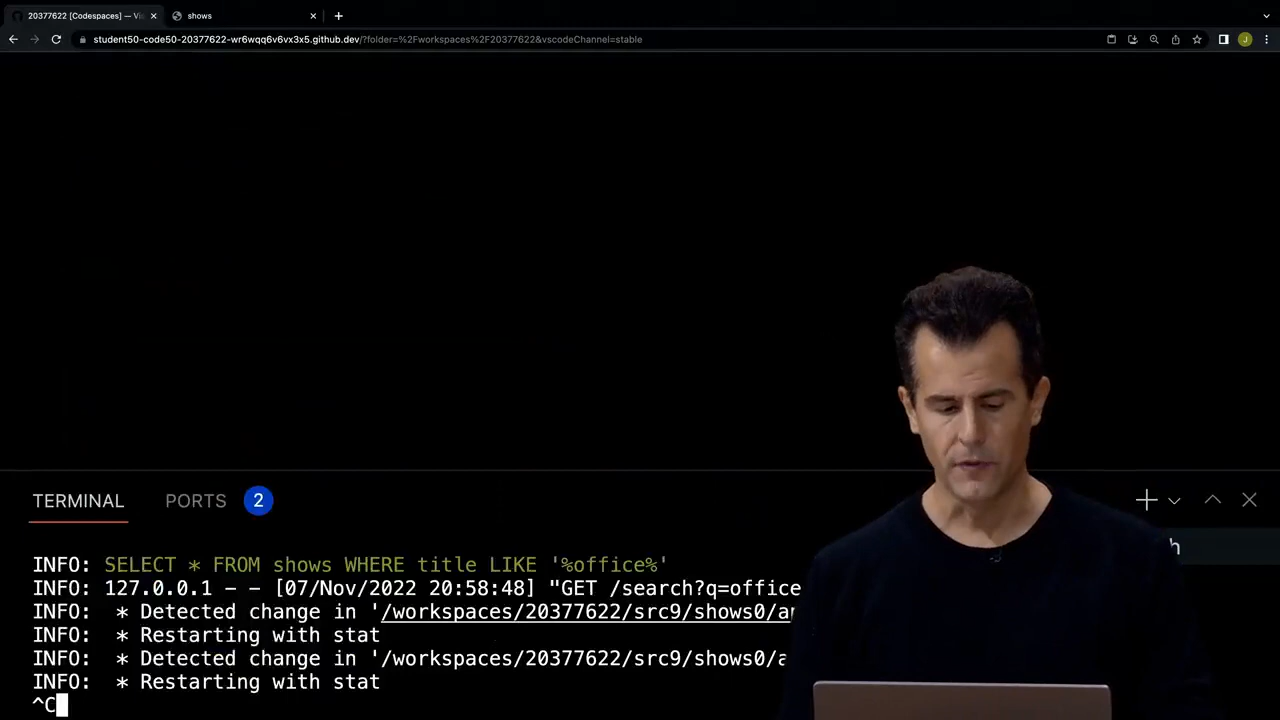 20377622 [Codespaces] — Vis
shows
student50-code50-20377622-wr6wqq6v6vx3x5.github.dev/?folder=%2Fworkspaces%2F20377622&vscodeChannel=stable
J
TERMINAL
PORTS
2
INFO: SELECT * FROM shows WHERE title LIKE '%office%'
INFO: 127.0.0.1 - - [07/Nov/2022 20:58:48] "GET /search?q=office
INFO:  * Detected change in '/workspaces/20377622/src9/shows0/ap
INFO:  * Restarting with stat
INFO:  * Detected change in '/workspaces/20377622/src9/shows0/a
INFO:  * Restarting with stat
^C
h